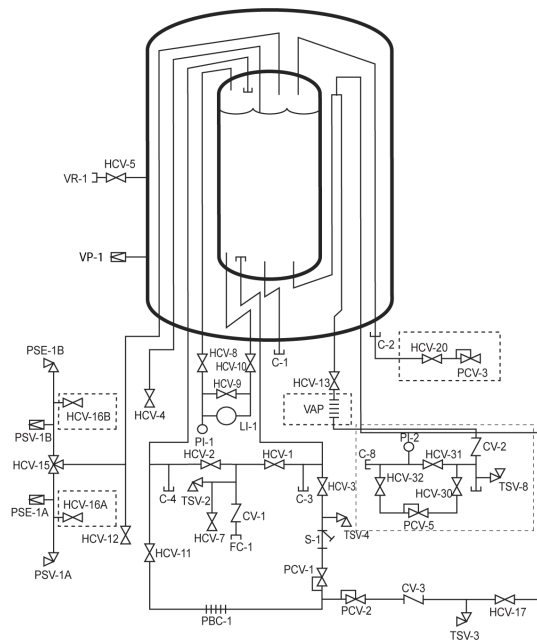 HCV-5
VR-1
VP-1
PSE-1B
HCV-16B
PSV-1B
HCV-15
PSE-1A
HCV-16A
PSV-1A
HCV-12
HCV-4
HCV-11
HCV-8
HCV-10
HCV-9
LI-1
PI-1
C-1
HCV-13
VAP
C-2
HCV-20
PCV-3
HCV-2
HCV-1
C-4
TSV-2
HCV-7
CV-1
FC-1
C-3
HCV-3
TSV-4
S-1
PCV-1
PBC-1
PI-2
C-8
HCV-31
CV-2
HCV-32
HCV-30
TSV-8
PCV-5
PCV-2
CV-3
TSV-3
HCV-17